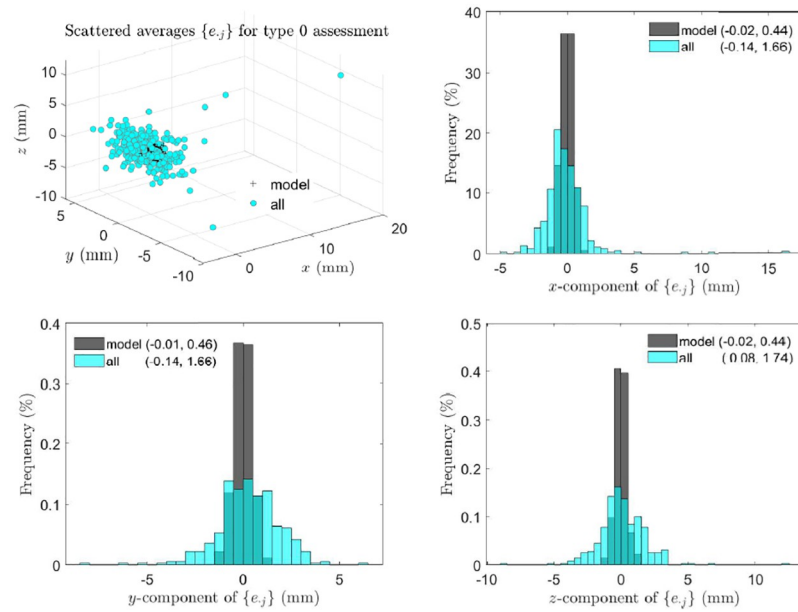 Scattered averages {e.j} for type 0 assessment
10
5
0
-5
-10
z (mm)
+ model
all
5
0
-5
-10
y (mm)
0
10
20
x (mm)
model (-0.02, 0.44)
all (-0.14, 1.66)
40
30
20
10
0
Frequency (%)
-5 0 5 10 15
x-component of {e.j} (mm)
model (-0.01, 0.46)
all (-0.14, 1.66)
0.4
0.3
0.2
0.1
0
Frequency (%)
-5 0 5
y-component of {e.j} (mm)
model (-0.02, 0.44)
all ( 0.08, 1.74)
0.5
0.4
0.3
0.2
0.1
0
Frequency (%)
-10 -5 0 5 10
z-component of {e.j} (mm)